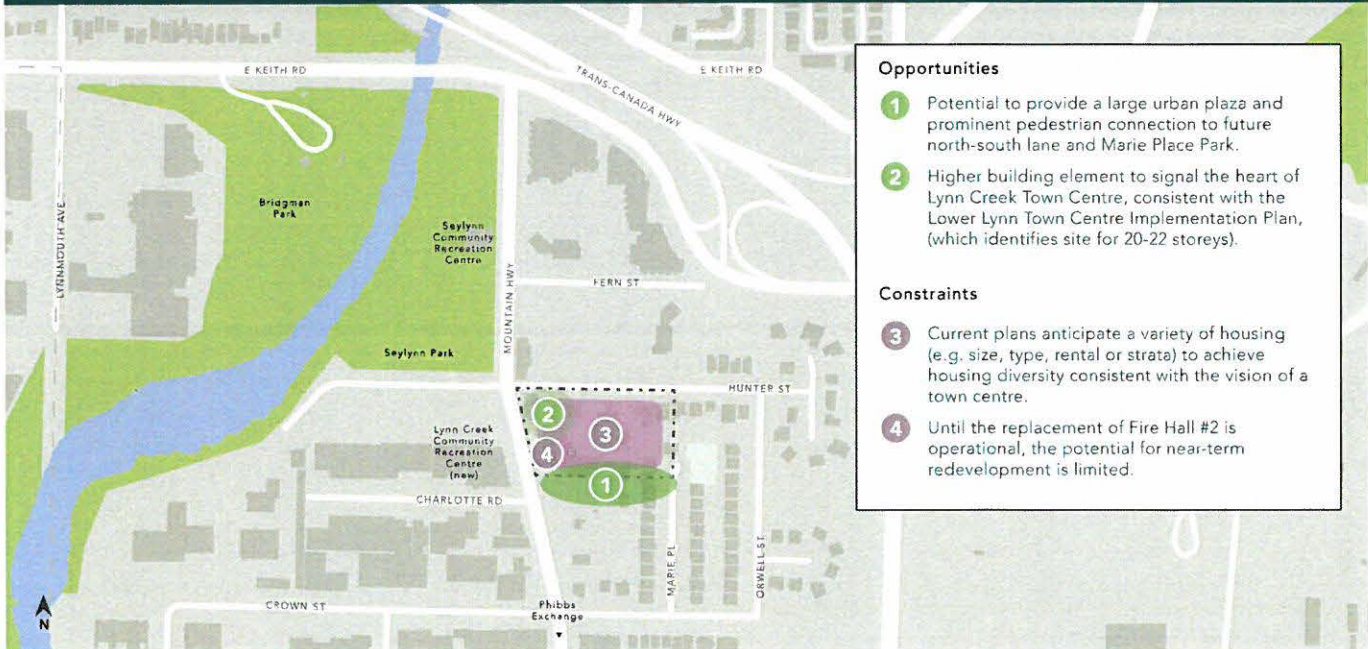 E KEITH RD
TRANS-CANADA HWY
E KEITH RD
LYNNMOUTH AVE
Bridgman
Park
Seylynn
Community
Recreation
Centre
MOUNTAIN HWY
FERN ST
Seylynn Park
HUNTER ST
Lynn Creek
Community
Recreation
Centre
(new)
CHARLOTTE RD
2
3
4
1
MARIE PL
ORWELL ST
CROWN ST
Phibbs
Exchange
N
Opportunities
1 Potential to provide a large urban plaza and
prominent pedestrian connection to future
north-south lane and Marie Place Park.
2 Higher building element to signal the heart of
Lynn Creek Town Centre, consistent with the
Lower Lynn Town Centre Implementation Plan,
(which identifies site for 20-22 storeys).
Constraints
3 Current plans anticipate a variety of housing
(e.g. size, type, rental or strata) to achieve
housing diversity consistent with the vision of a
town centre.
4 Until the replacement of Fire Hall #2 is
operational, the potential for near-term
redevelopment is limited.